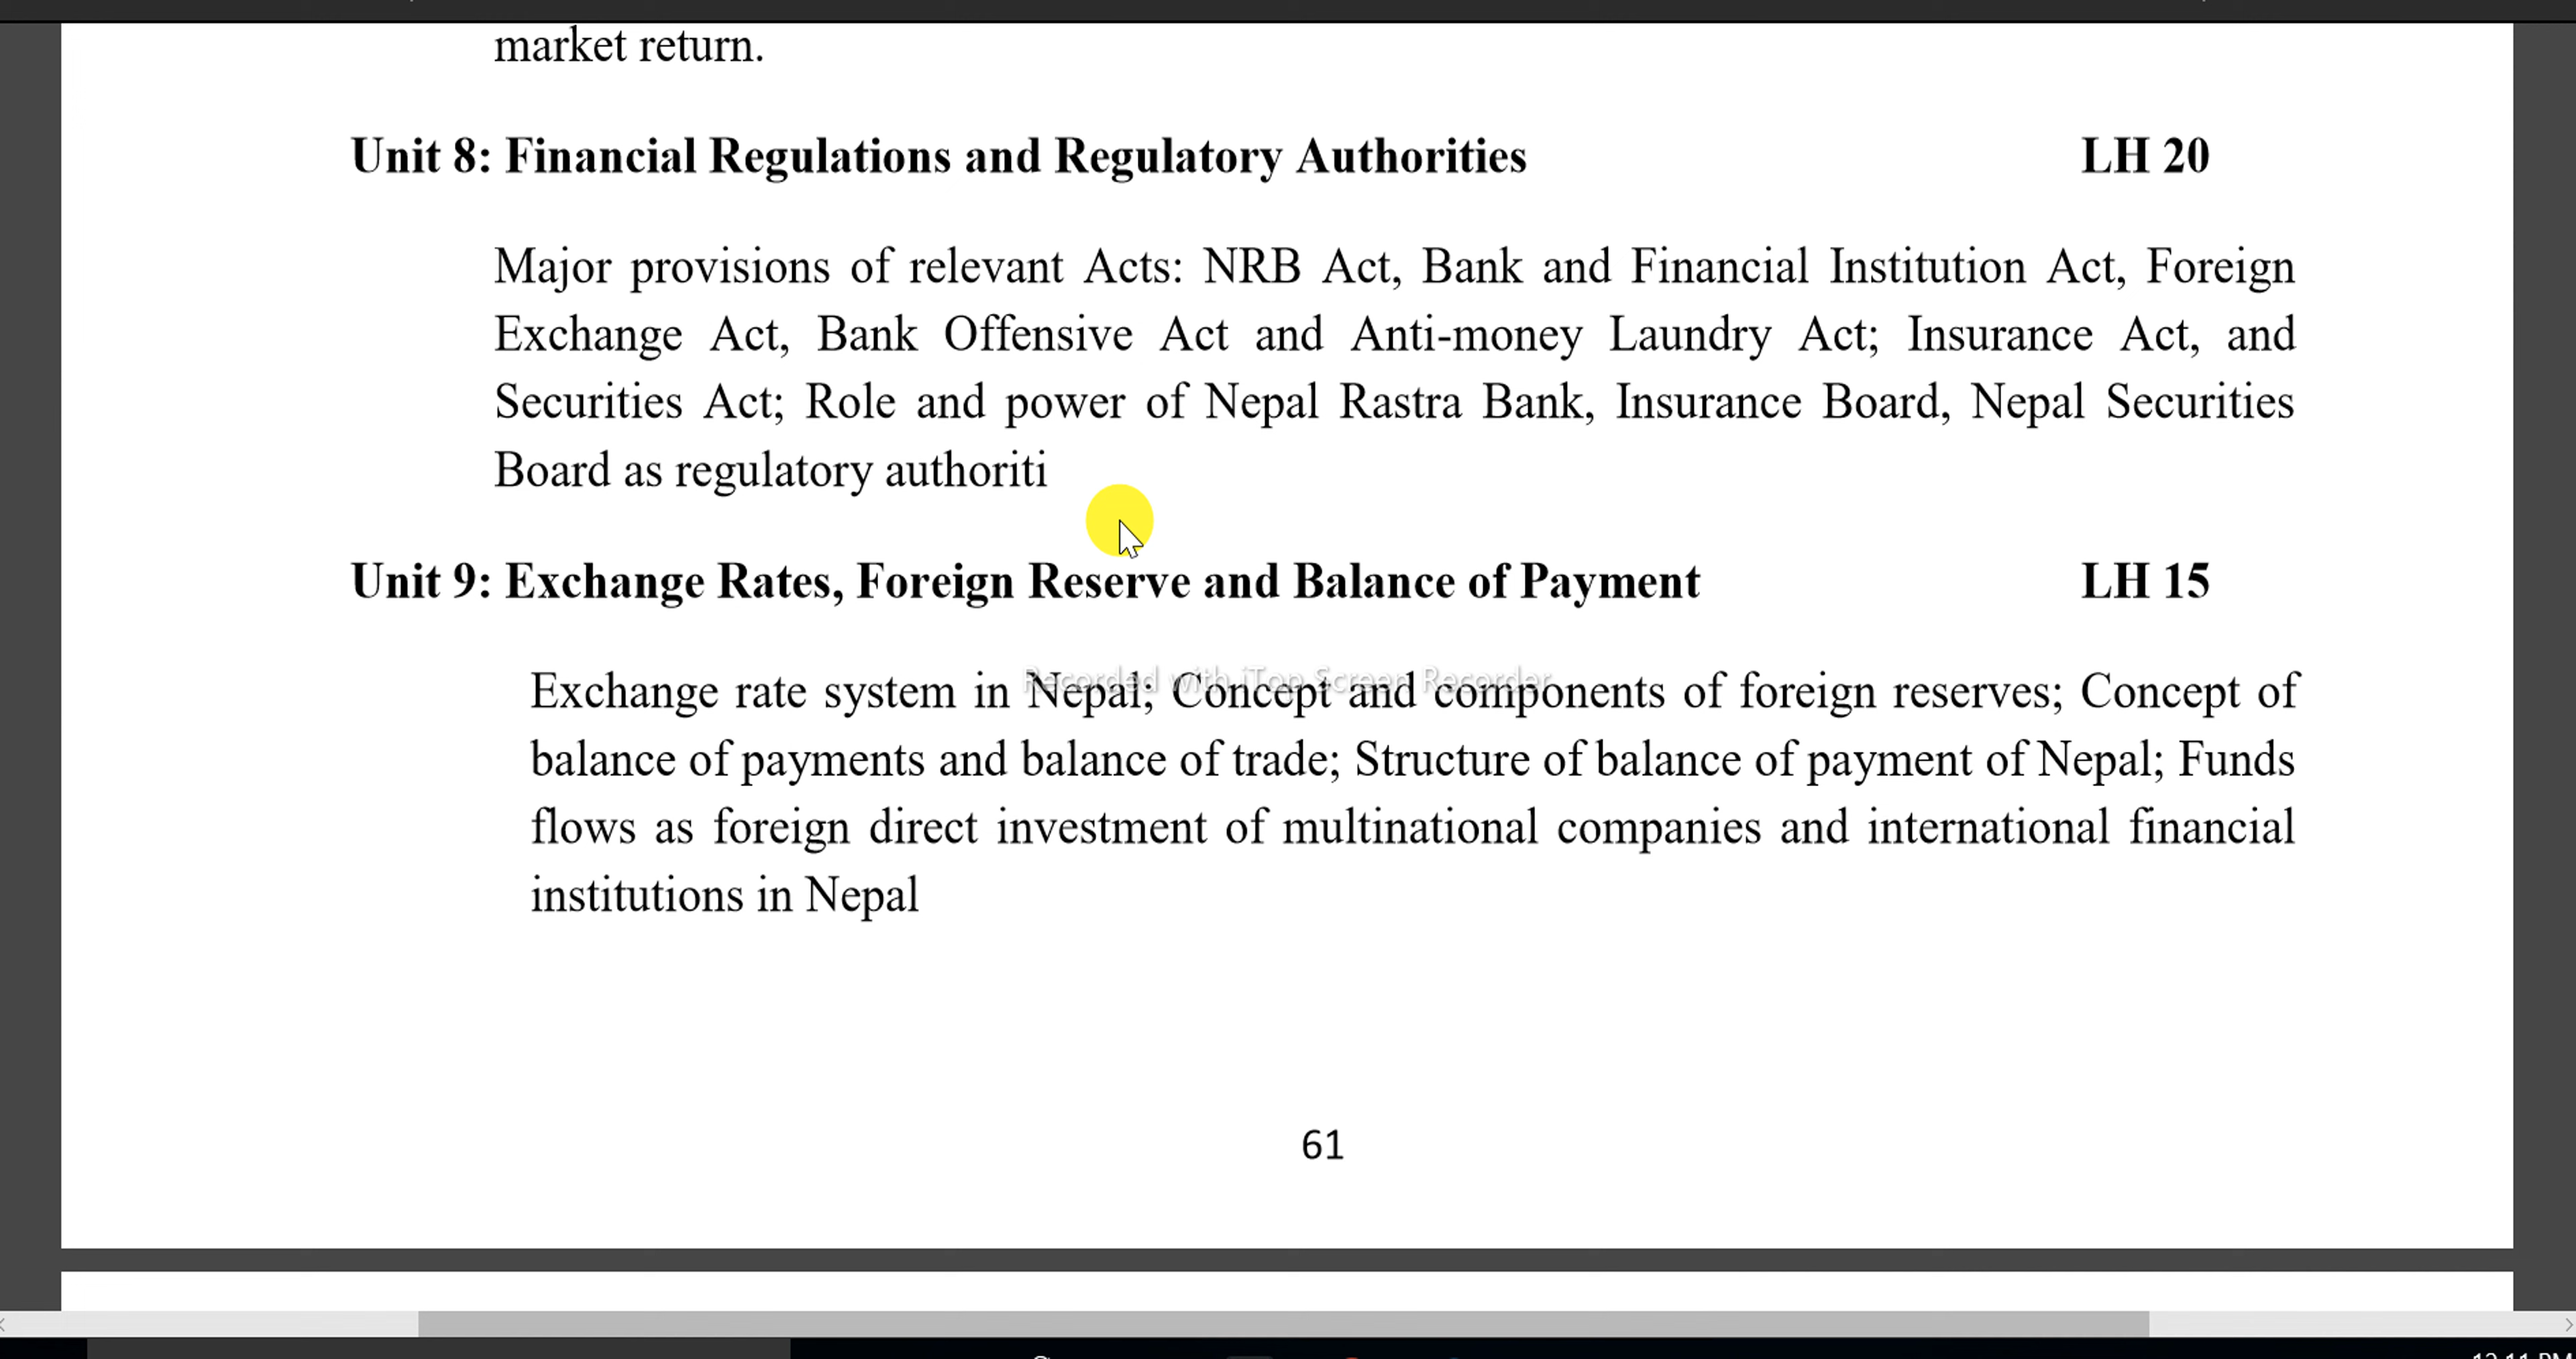 market return.
Unit 8: Financial Regulations and Regulatory Authorities LH 20
Major provisions of relevant Acts: NRB Act, Bank and Financial Institution Act, Foreign
Exchange Act, Bank Offensive Act and Anti-money Laundry Act; Insurance Act, and
Securities Act; Role and power of Nepal Rastra Bank, Insurance Board, Nepal Securities
Board as regulatory authoriti
Unit 9: Exchange Rates, Foreign Reserve and Balance of Payment LH 15
Recorded with iTop Screen Recorder
Exchange rate system in Nepal; Concept and components of foreign reserves; Concept of
balance of payments and balance of trade; Structure of balance of payment of Nepal; Funds
flows as foreign direct investment of multinational companies and international financial
institutions in Nepal
61